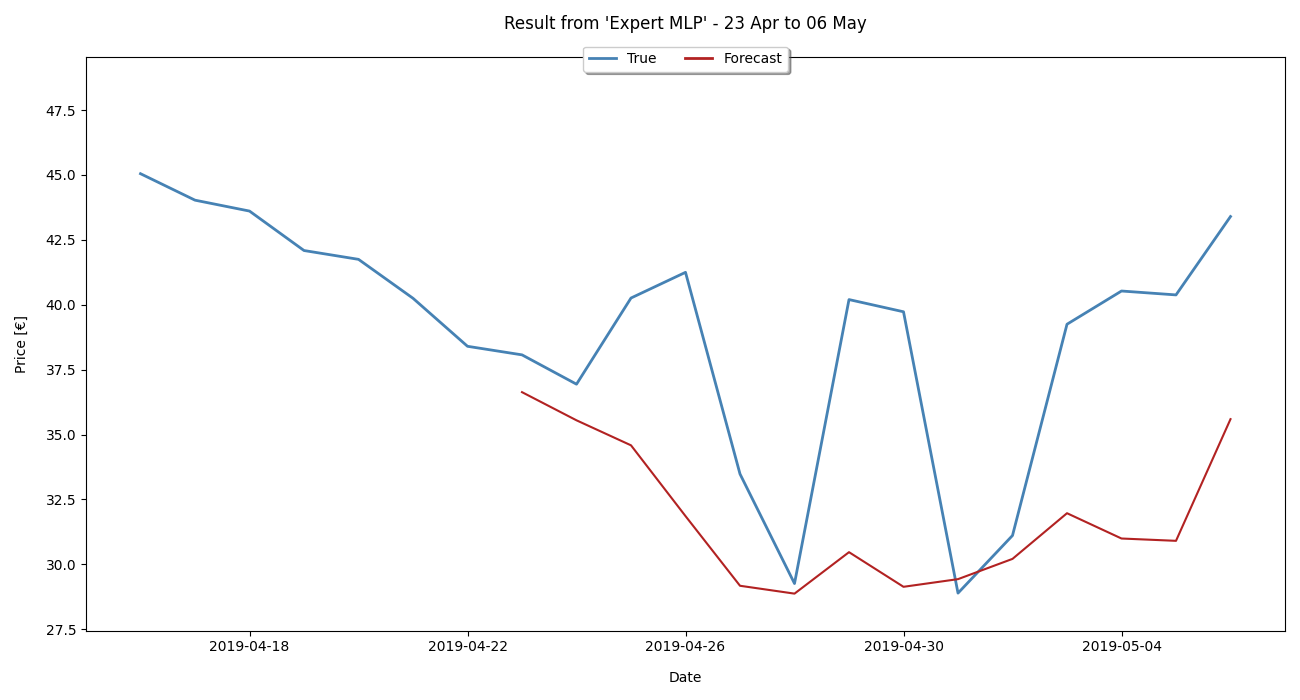 Result from 'Expert MLP' - 23 Apr to 06 May
True Forecast
47.5
45.0
42.5
40.0
37.5
35.0
32.5
30.0
27.5
Price [€]
2019-04-18 2019-04-22 2019-04-26 2019-04-30 2019-05-04
Date